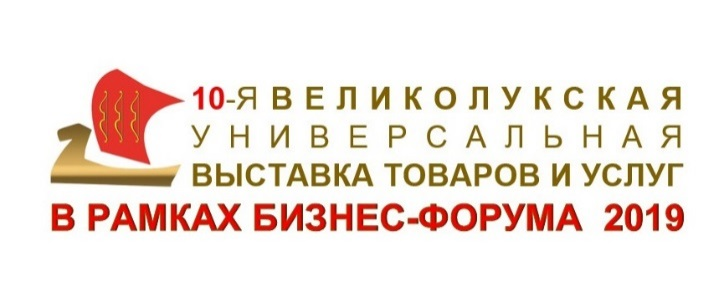 10-Я ВЕЛИКОЛУКСКАЯ
УНИВЕРСАЛЬНАЯ
ВЫСТАВКА ТОВАРОВ И УСЛУГ
В РАМКАХ БИЗНЕС-ФОРУМА 2019